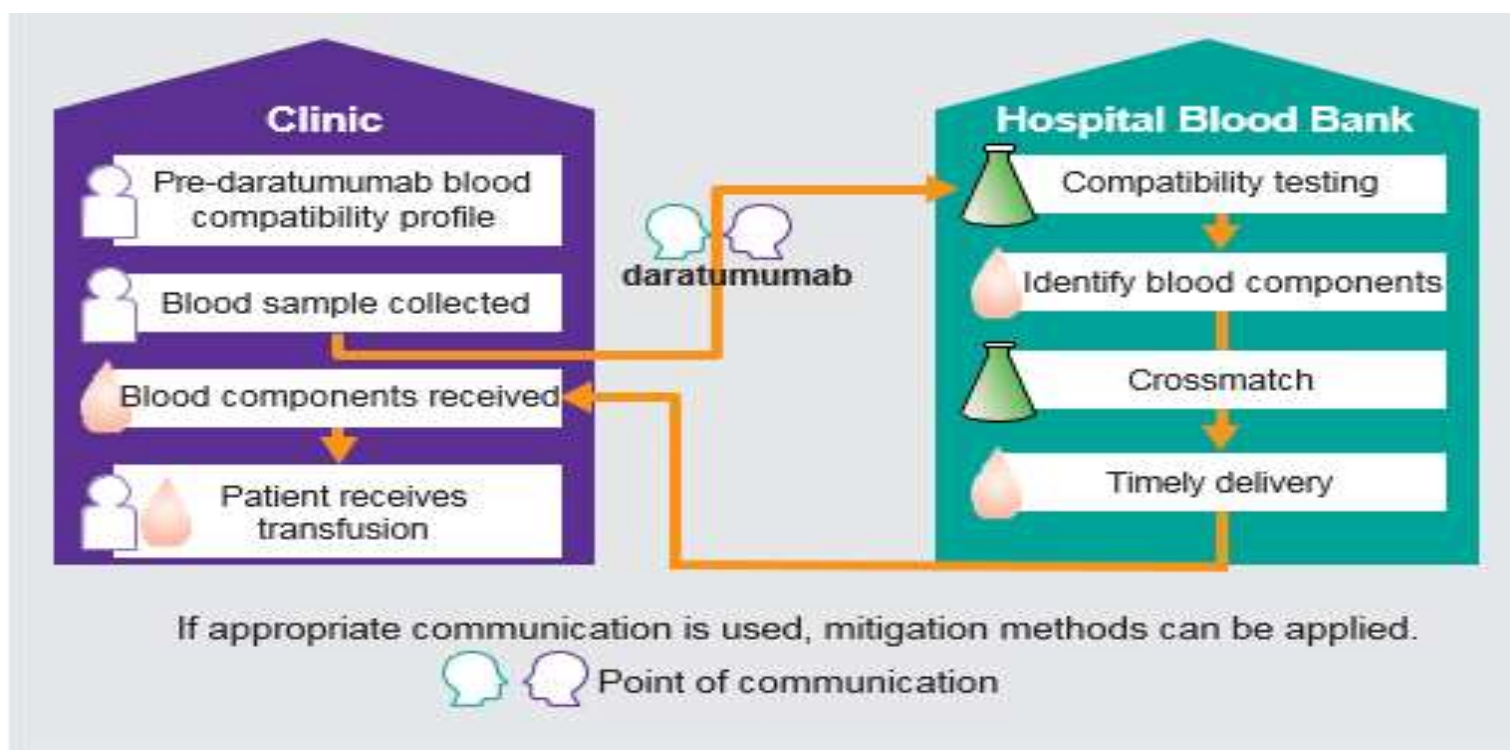 Clinic
Pre-daratumumab blood
compatibility profile
Blood sample collected
Blood components received
Patient receives
transfusion
daratumumab
Hospital Blood Bank
Compatibility testing
Identify blood components
Crossmatch
Timely delivery
If appropriate communication is used, mitigation methods can be applied.
Point of communication